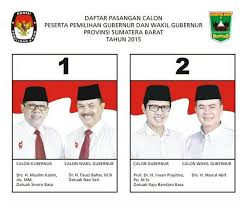 DAFTAR PASANGAN CALON
PESERTA PEMILIHAN GUBERNUR DAN WAKIL GUBERNUR
PROVINSI SUMATERA BARAT
TAHUN 2015
1
2
CALON GUBERNUR
CALON WAKIL GUBERNUR
CALON GUBERNUR
CALON WAKIL GUBERNUR
Drs. H. Muslim Kasim,
Ak, MM,
Datuak Sinaro Basa
Dr. H. Fauzi Bahar, M.Si
Datuak Nan Sati
Prof. Dr. H. Irwan Prayitno,
Psi, M.Sc
Datuak Rajo Bandaro Basa
Drs. H. Nasrul Abit